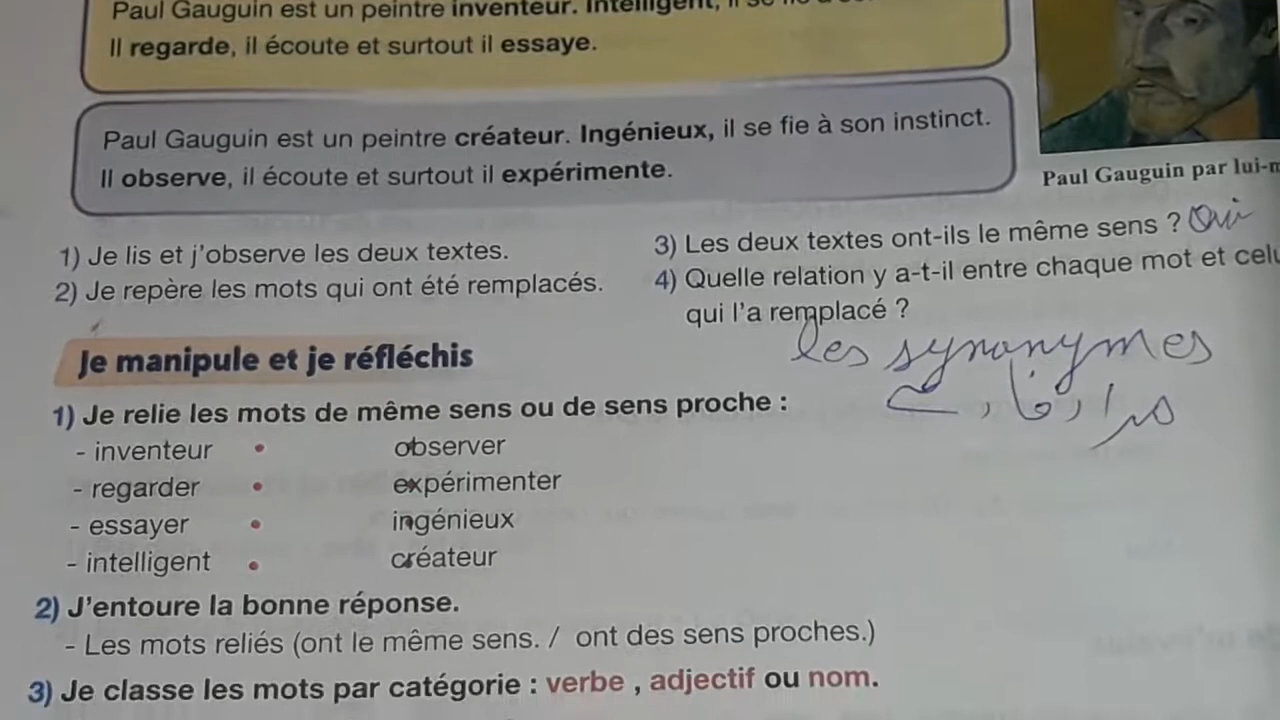 Paul Gauguin est un peintre inventeur. Intelligent, il se fie à son
Il regarde, il écoute et surtout il essaye.
Paul Gauguin est un peintre créateur. Ingénieux, il se fie à son instinct.
Il observe, il écoute et surtout il expérimente.
Paul Gauguin par lui-m
1) Je lis et j'observe les deux textes.
2) Je repère les mots qui ont été remplacés.
3) Les deux textes ont-ils le même sens ? Oui
4) Quelle relation y a-t-il entre chaque mot et celu
qui l'a remplacé ?
les synonymes
Je manipule et je réfléchis
1) Je relie les mots de même sens ou de sens proche :
- inventeur • observer
- regarder • expérimenter
- essayer • ingénieux
- intelligent • créateur
2) J'entoure la bonne réponse.
- Les mots reliés (ont le même sens. / ont des sens proches.)
3) Je classe les mots par catégorie : verbe , adjectif ou nom.